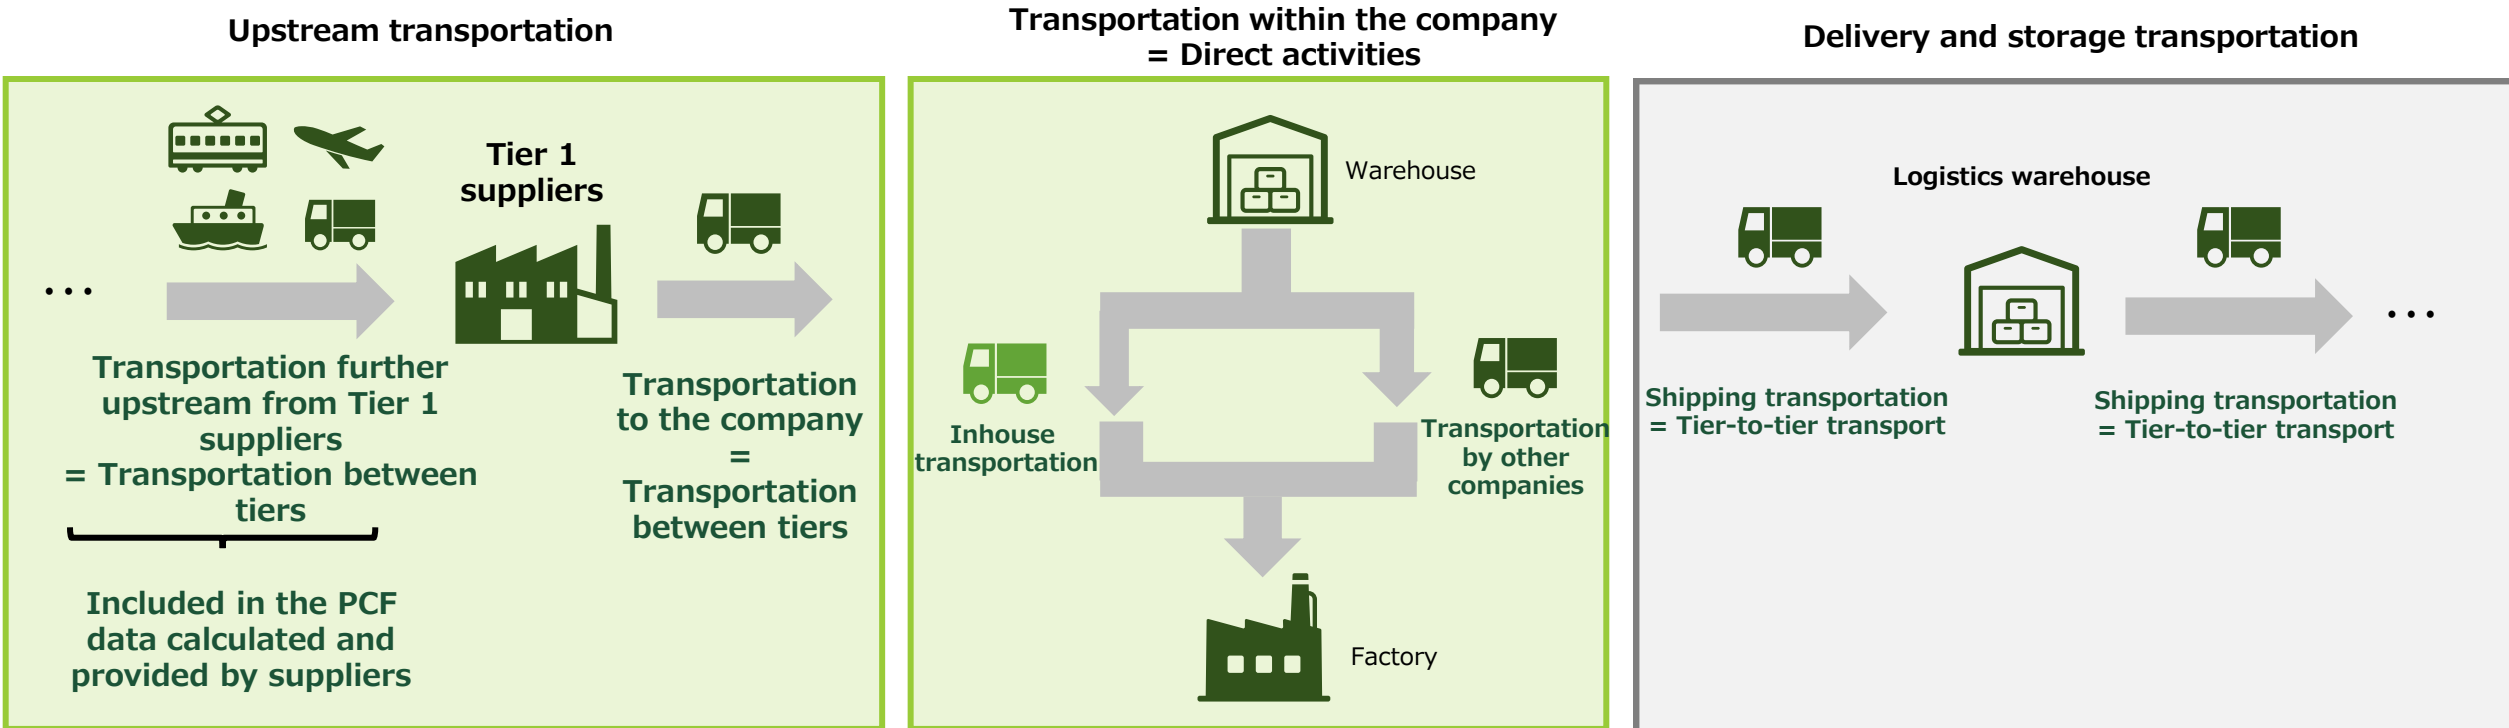 Upstream transportation
Transportation within the company
= Direct activities
Delivery and storage transportation
Tier 1
suppliers
...
Transportation further
upstream from Tier 1
suppliers
= Transportation between
tiers
Included in the PCF
data calculated and
provided by suppliers
Transportation
to the company
=
Transportation
between tiers
Warehouse
Inhouse
transportation
Transportation
by other
companies
Factory
Logistics warehouse
Shipping transportation
= Tier-to-tier transport
Shipping transportation
= Tier-to-tier transport
...